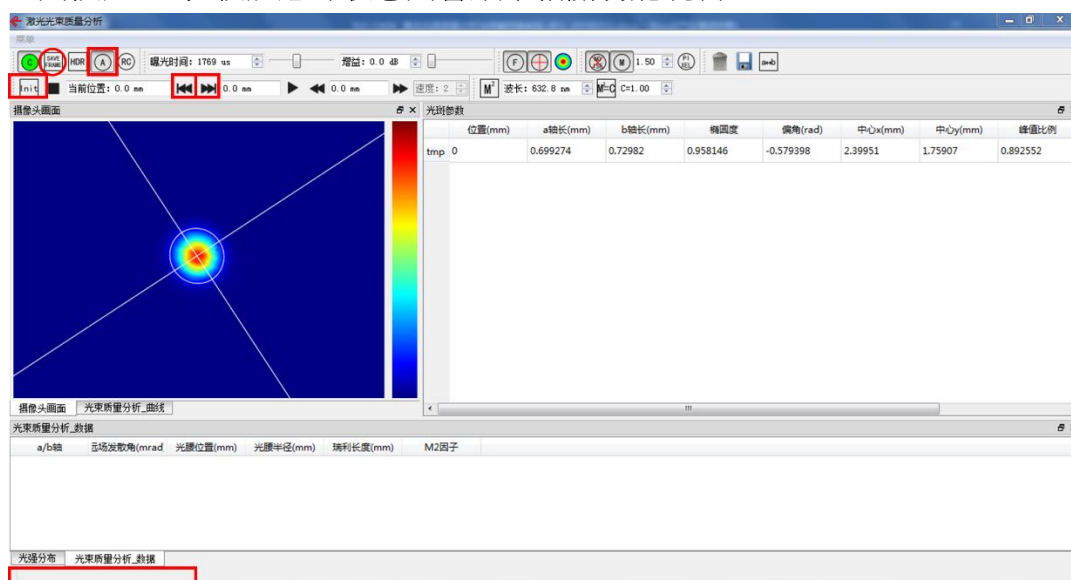 激光光束质量分析
菜单
C SAVE FRAME HDR A RC 曝光时间: 1769 us 增益: 0.0 dB F M 1.50 PI SEL a=b
Init 当前位置: 0.0 mm 0.0 mm 0.0 mm 速度: 2 M² 波长: 632.8 nm M²=C C=1.00
摄像头画面
光斑参数
位置(mm) a轴长(mm) b轴长(mm) 椭圆度 偏角(rad) 中心x(mm) 中心y(mm) 峰值比例
tmp 0 0.699274 0.72982 0.958146 -0.579398 2.39951 1.75907 0.892552
摄像头画面 光束质量分析_曲线
光束质量分析_数据
a/b轴 远场发散角(mrad 光腰位置(mm) 光腰半径(mm) 瑞利长度(mm) M2因子
光强分布 光束质量分析_数据